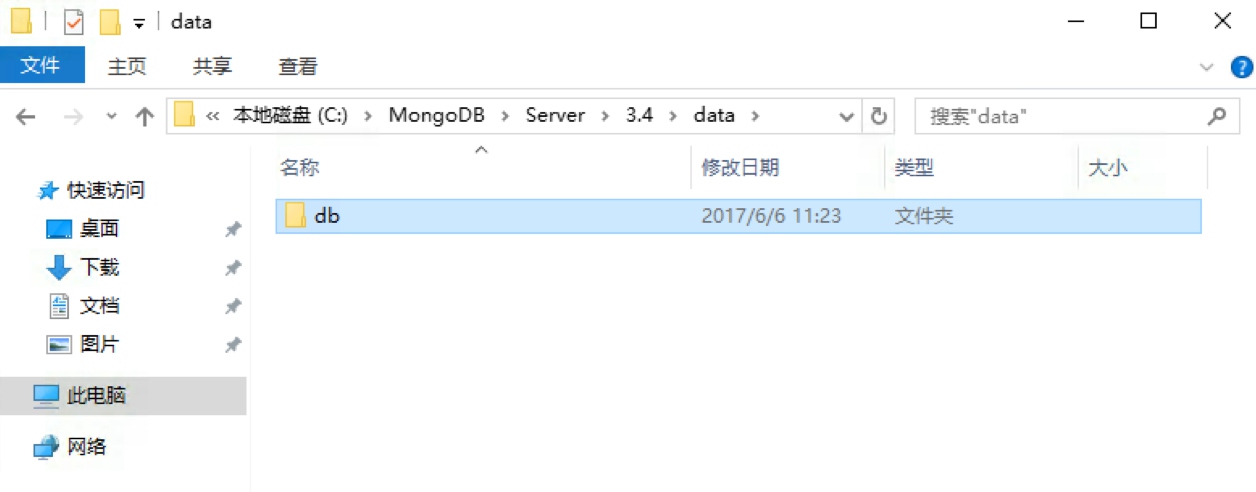 data
文件 主页 共享 查看
« 本地磁盘 (C:) › MongoDB › Server › 3.4 › data › 搜索"data"
名称 修改日期 类型 大小
快速访问
db 2017/6/6 11:23 文件夹
桌面
下载
文档
图片
此电脑
网络